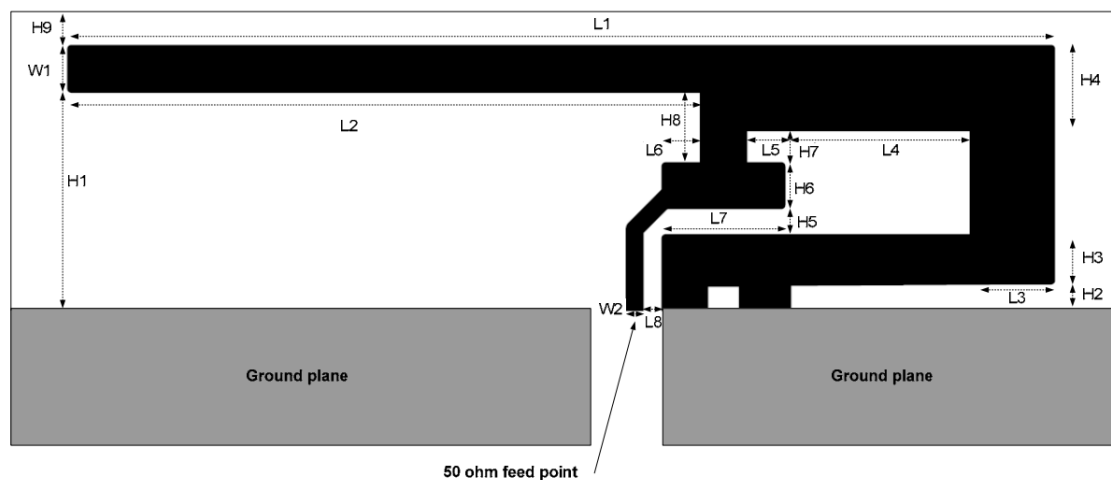 H9
L1
W1
H4
L2
H8
L6
L5
H7
L4
H1
H6
L7
H5
H3
L3
H2
W2
L8
Ground plane
Ground plane
50 ohm feed point